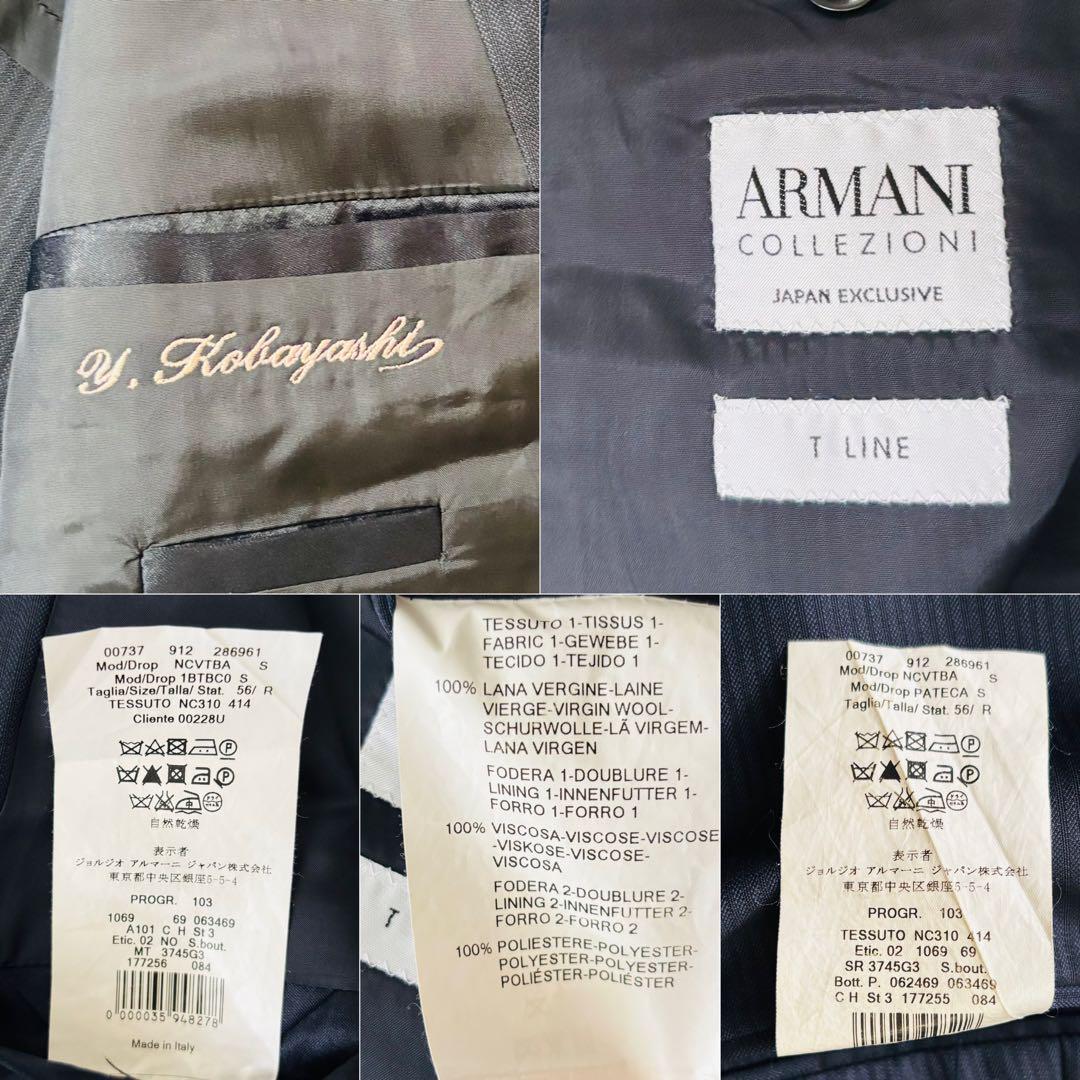 Y. Kobayashi
ARMANI
COLLEZIONI
JAPAN EXCLUSIVE
T LINE
00737 912 286961
Mod/Drop NCVTBA S
Mod/Drop 1BTBC0 S
Taglia/Size/Talla/ Stat. 56/ R
TESSUTO NC310 414
Cliente 00228U
自然乾燥
表示者
ジョルジオ アルマーニ ジャパン株式会社
東京都中央区銀座5-5-4
PROGR. 103
1069 69 063469
A101 C H St 3
Etic. 02 NO S.bout.
MT 3745G3
177256 084
0 000035 948278
Made in Italy
TESSUTO 1-TISSUS 1-
FABRIC 1-GEWEBE 1-
TECIDO 1-TEJIDO 1
100% LANA VERGINE-LAINE
VIERGE-VIRGIN WOOL-
SCHURWOLLE-LÃ VIRGEM-
LANA VIRGEN
FODERA 1-DOUBLURE 1-
LINING 1-INNENFUTTER 1-
FORRO 1-FORRO 1
100% VISCOSA-VISCOSE-VISCOSE
-VISKOSE-VISCOSE-
VISCOSA
FODERA 2-DOUBLURE 2-
LINING 2-INNENFUTTER 2-
FORRO 2-FORRO 2
100% POLIESTERE-POLYESTER-
POLYESTER-POLYESTER-
POLIÉSTER-POLIÉSTER
T
00737 912 286961
Mod/Drop NCVTBA S
Mod/Drop PATECA S
Taglia/Talla/ Stat. 56/ R
自然乾燥
表示者
ジョルジオ アルマーニ ジャパン株式会社
東京都中央区銀座5-5-4
PROGR. 103
TESSUTO NC310 414
Etic. 02 1069 69
SR 3745G3 S.bout.
Bott. P. 062469 063469
C H St 3 177255 084